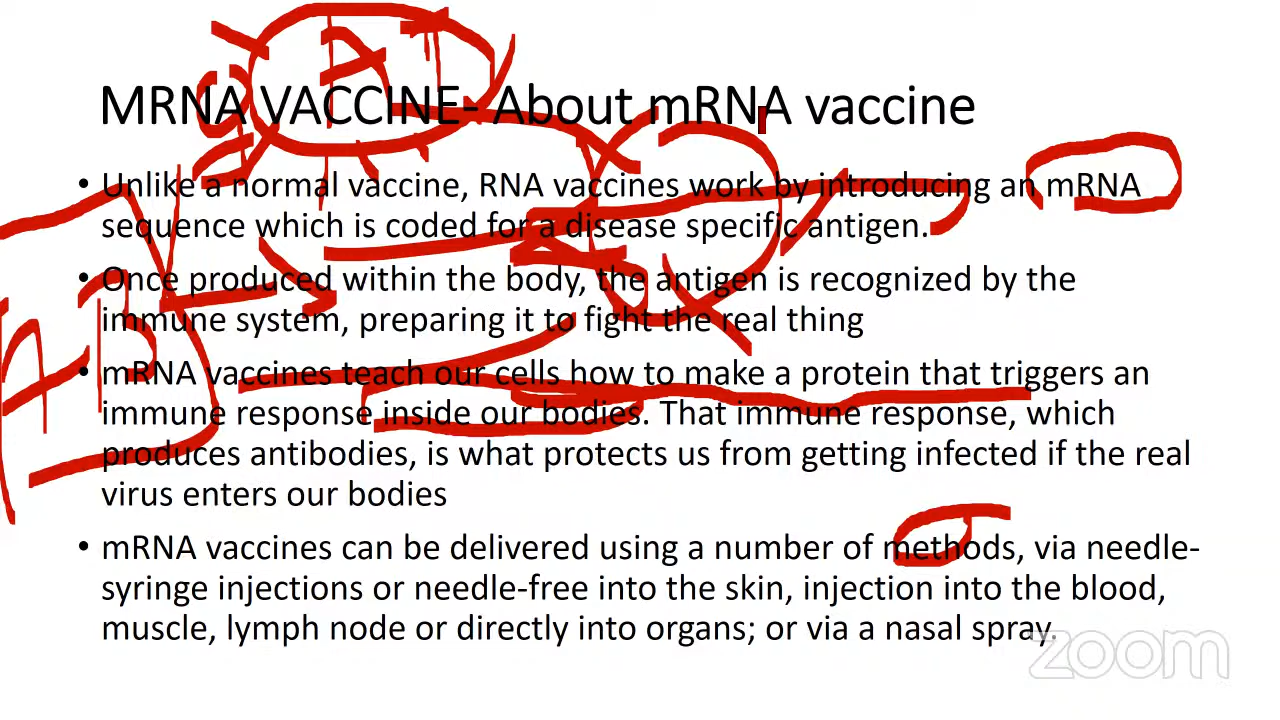 MRNA VACCINE- About mRNA vaccine
• Unlike a normal vaccine, RNA vaccines work by introducing an mRNA
sequence which is coded for a disease specific antigen.
• Once produced within the body, the antigen is recognized by the
immune system, preparing it to fight the real thing
• mRNA vaccines teach our cells how to make a protein that triggers an
immune response inside our bodies. That immune response, which
produces antibodies, is what protects us from getting infected if the real
virus enters our bodies
• mRNA vaccines can be delivered using a number of methods, via needle-
syringe injections or needle-free into the skin, injection into the blood,
muscle, lymph node or directly into organs; or via a nasal spray.
zoom